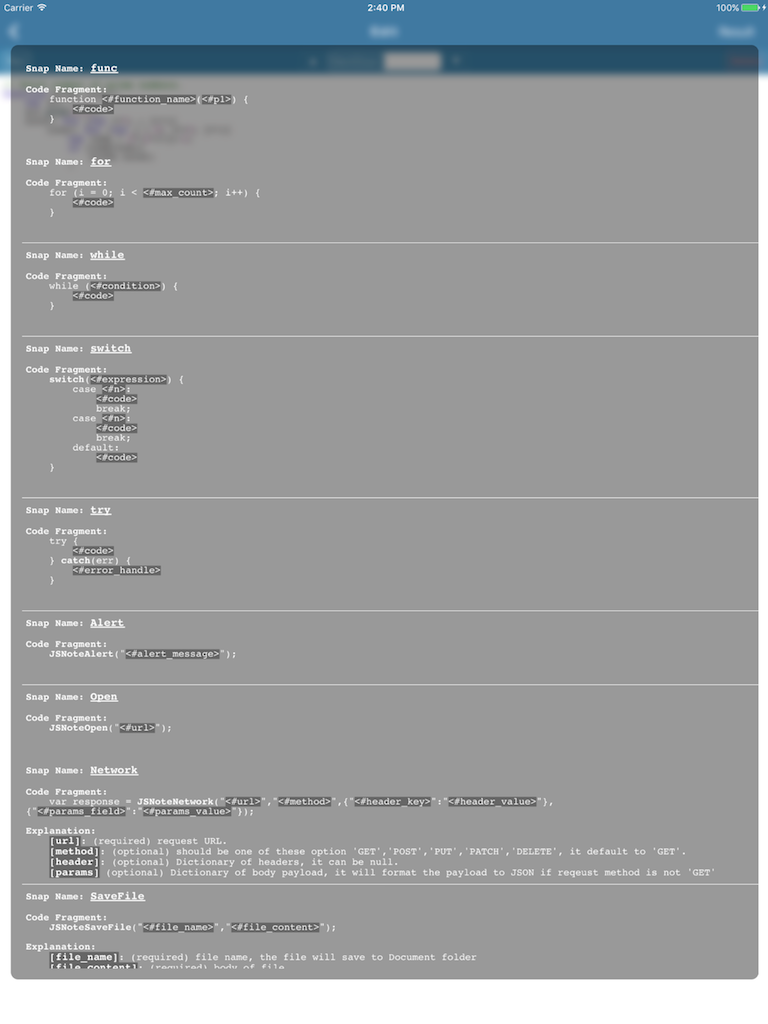 Carrier 2:40 PM 100%
Edit
Result
Snap Name: func
Code Fragment:
function <#function_name>(<#p1>) {
<#code>
}
Snap Name: for
Code Fragment:
for (i = 0; i < <#max_count>; i++) {
<#code>
}
Snap Name: while
Code Fragment:
while (<#condition>) {
<#code>
}
Snap Name: switch
Code Fragment:
switch(<#expression>) {
case <#n>:
<#code>
break;
case <#n>:
<#code>
break;
default:
<#code>
}
Snap Name: try
Code Fragment:
try {
<#code>
} catch(err) {
<#error_handle>
}
Snap Name: Alert
Code Fragment:
JSNoteAlert("<#alert_message>");
Snap Name: Open
Code Fragment:
JSNoteOpen("<#url>");
Snap Name: Network
Code Fragment:
var response = JSNoteNetwork("<#url>","<#method>",{"<#header_key>":"<#header_value>"},
{"<#params_field>":"<#params_value>"});
Explanation:
[url]: (required) request URL.
[method]: (optional) should be one of these option 'GET','POST','PUT','PATCH','DELETE', it default to 'GET'.
[header]: (optional) Dictionary of headers, it can be null.
[params] (optional) Dictionary of body payload, it will format the payload to JSON if reqeust method is not 'GET'
Snap Name: SaveFile
Code Fragment:
JSNoteSaveFile("<#file_name>","<#file_content>");
Explanation:
[file_name]: (required) file name, the file will save to Document folder
[file_content]: (required) body of file